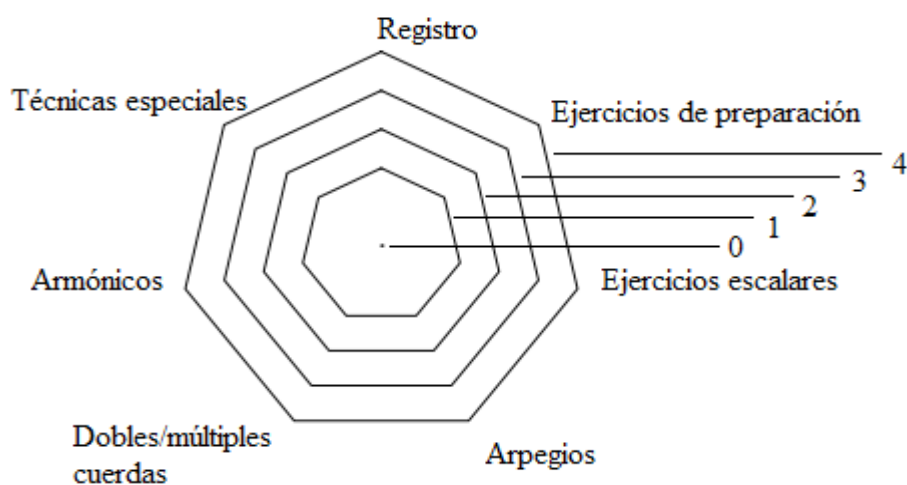 Registro
Técnicas especiales
Ejercicios de preparación
4
3
2
1
0
Armónicos
Ejercicios escalares
Dobles/múltiples
cuerdas
Arpegios